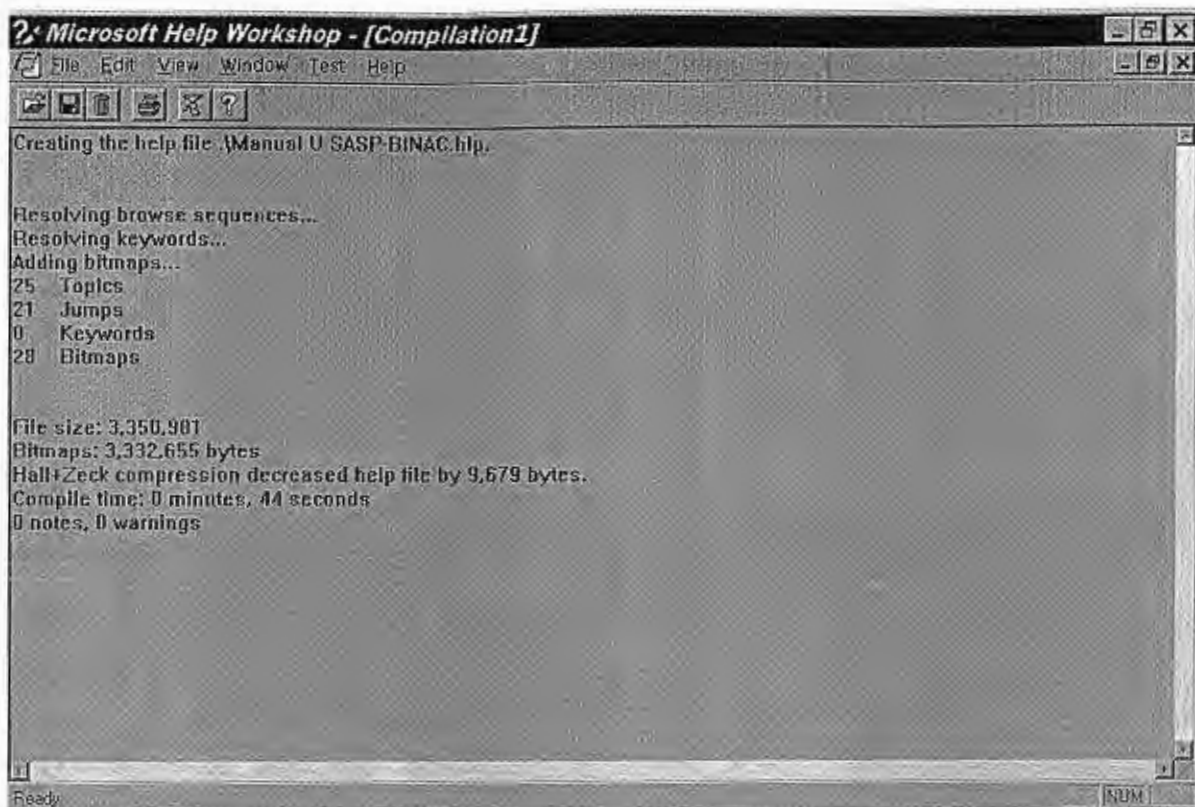 Microsoft Help Workshop - [Compilation1]
File Edit View Window Test Help
Creating the help file .\Manual U SASP-BINAC.hlp.
Resolving browse sequences...
Resolving keywords...
Adding bitmaps...
25 Topics
21 Jumps
0 Keywords
28 Bitmaps
File size: 3,350,981
Bitmaps: 3,332,655 bytes
Hall+Zeck compression decreased help file by 9,679 bytes.
Compile time: 0 minutes, 44 seconds
0 notes, 0 warnings
Ready
NUM